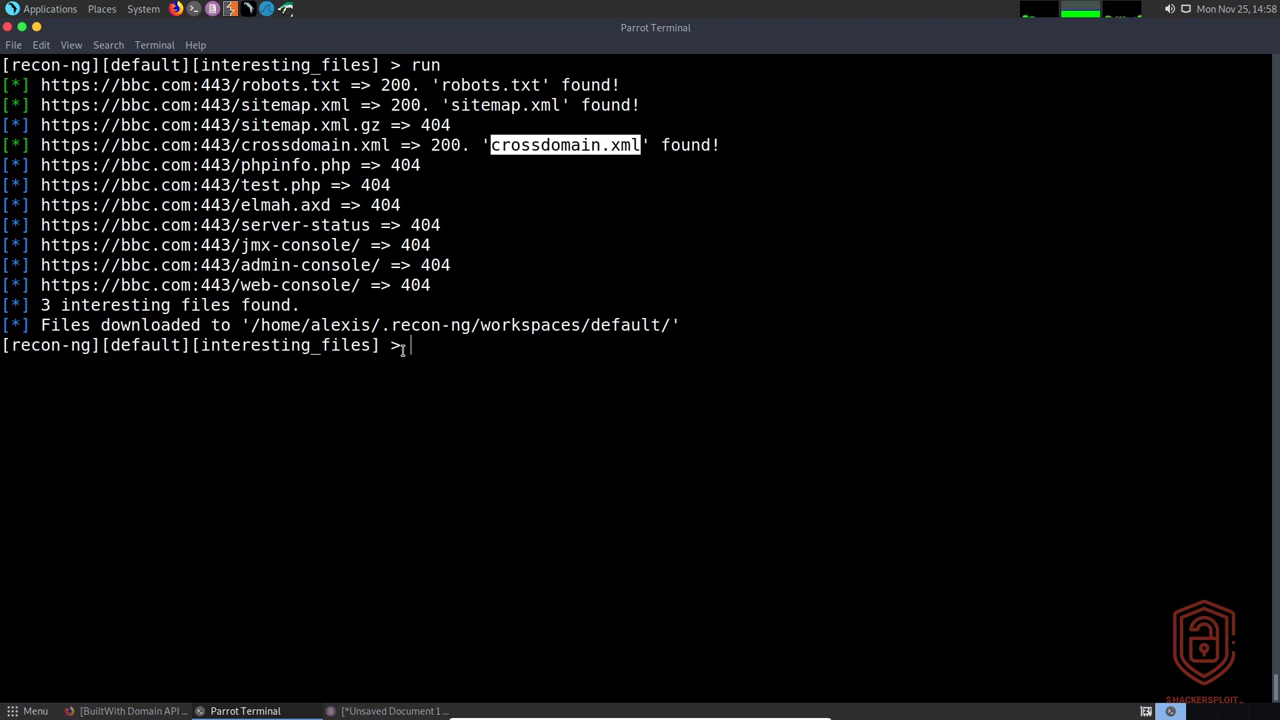 Applications Places System Mon Nov 25, 14:58
Parrot Terminal
File Edit View Search Terminal Help
[recon-ng][default][interesting_files] > run
[*] https://bbc.com:443/robots.txt => 200. 'robots.txt' found!
[*] https://bbc.com:443/sitemap.xml => 200. 'sitemap.xml' found!
[*] https://bbc.com:443/sitemap.xml.gz => 404
[*] https://bbc.com:443/crossdomain.xml => 200. 'crossdomain.xml' found!
[*] https://bbc.com:443/phpinfo.php => 404
[*] https://bbc.com:443/test.php => 404
[*] https://bbc.com:443/elmah.axd => 404
[*] https://bbc.com:443/server-status => 404
[*] https://bbc.com:443/jmx-console/ => 404
[*] https://bbc.com:443/admin-console/ => 404
[*] https://bbc.com:443/web-console/ => 404
[*] 3 interesting files found.
[*] Files downloaded to '/home/alexis/.recon-ng/workspaces/default/'
[recon-ng][default][interesting_files] >
$HACKERSPLOIT_
Menu [BuiltWith Domain API ... Parrot Terminal [*Unsaved Document 1 ...